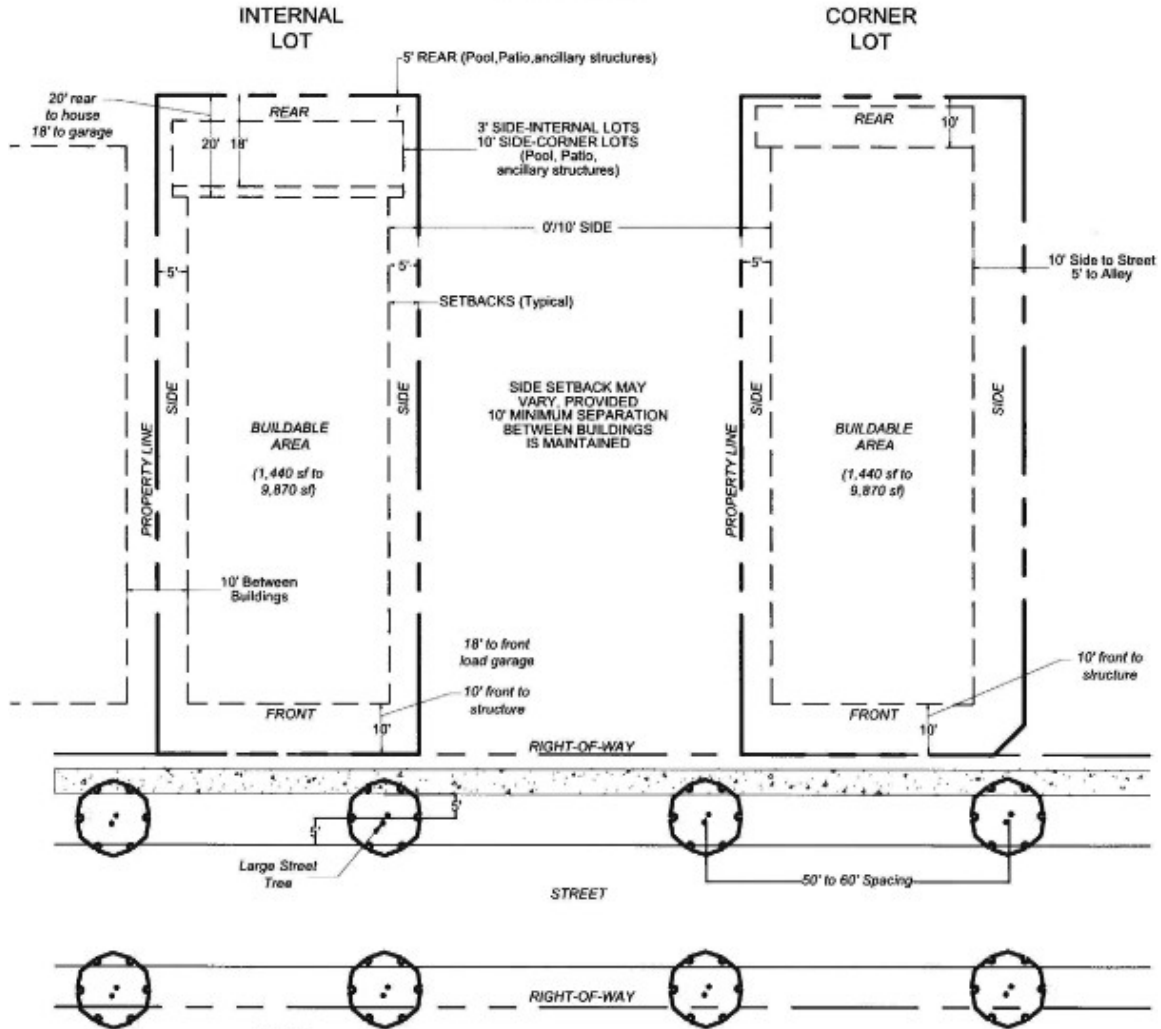 INTERNAL
LOT
CORNER
LOT
5' REAR (Pool,Patio,ancillary structures)
20' rear
to house
18' to garage
REAR
20'
18'
3' SIDE-INTERNAL LOTS
10' SIDE-CORNER LOTS
(Pool, Patio,
ancillary structures)
REAR
10'
0'/10' SIDE
5'
5'
5'
10' Side to Street
5' to Alley
SETBACKS (Typical)
SIDE SETBACK MAY
VARY, PROVIDED
10' MINIMUM SEPARATION
BETWEEN BUILDINGS
IS MAINTAINED
PROPERTY LINE
SIDE
BUILDABLE
AREA
(1,440 sf to
9,870 sf)
SIDE
PROPERTY LINE
SIDE
BUILDABLE
AREA
(1,440 sf to
9,870 sf)
SIDE
10' Between
Buildings
18' to front
load garage
10' front to
structure
10' front to
structure
FRONT
10'
FRONT
10'
RIGHT-OF-WAY
5'
5'
Large Street
Tree
50' to 60' Spacing
STREET
RIGHT-OF-WAY